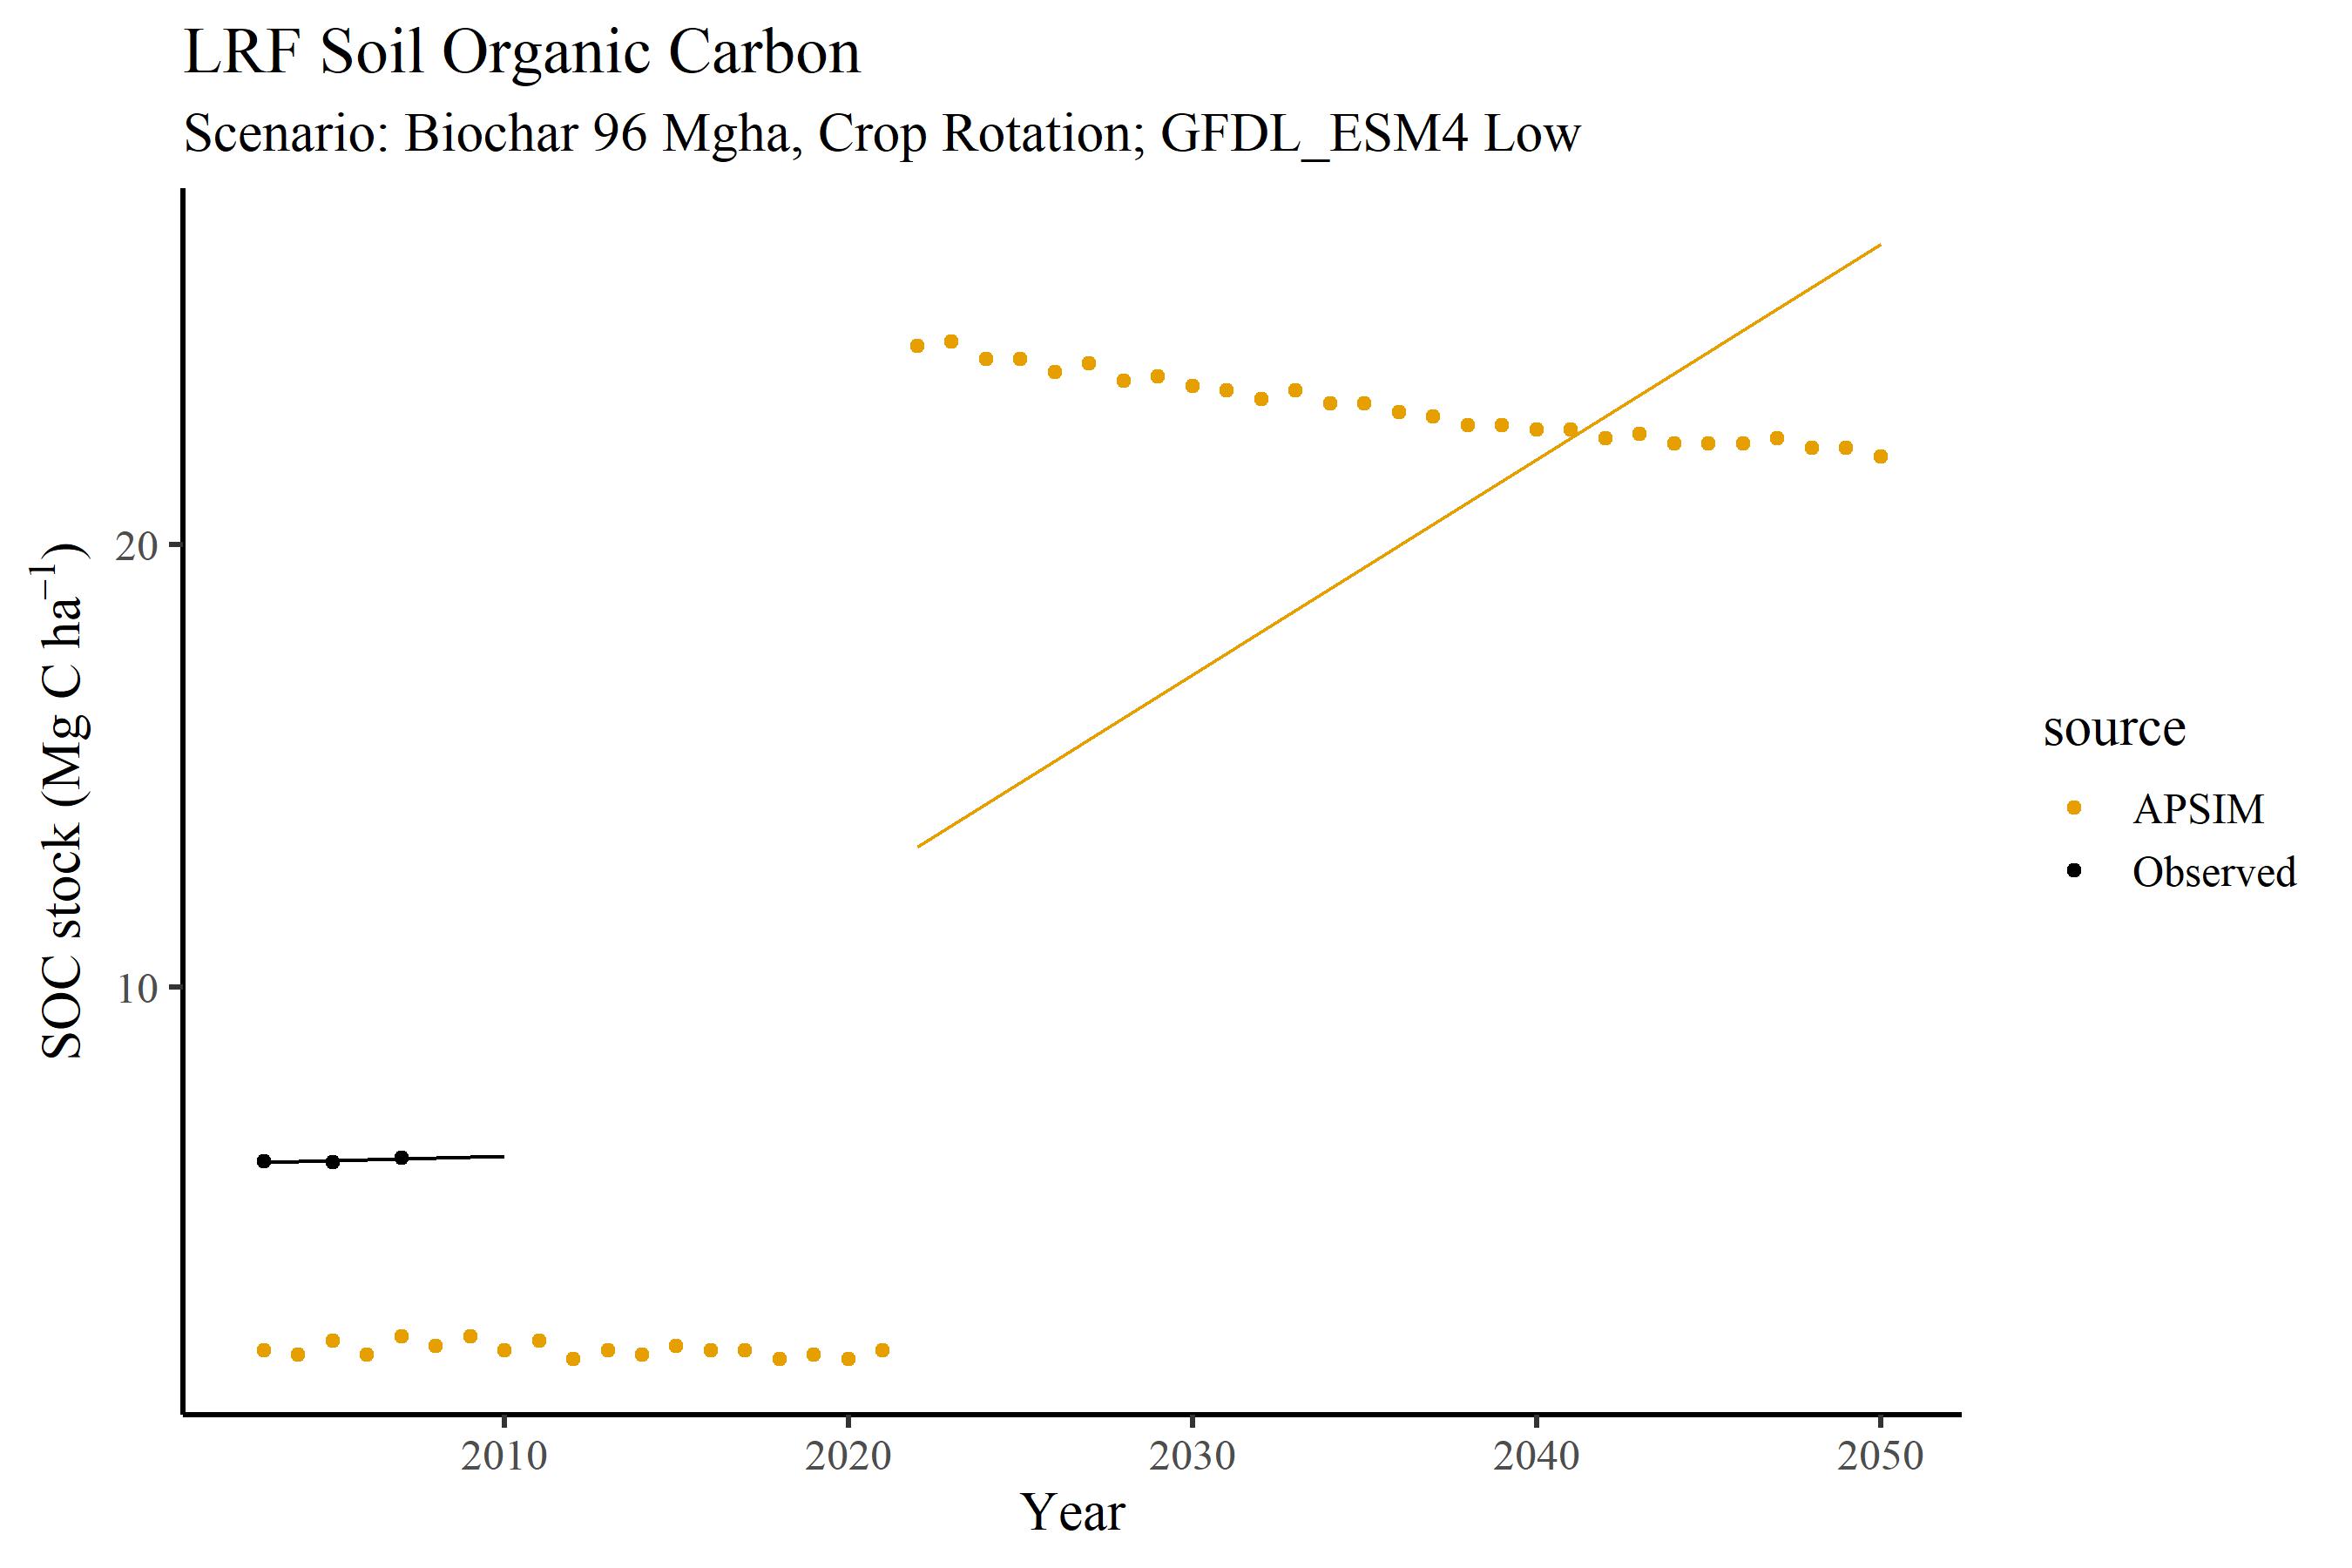 LRF Soil Organic Carbon
Scenario: Biochar 96 Mgha, Crop Rotation; GFDL_ESM4 Low
SOC stock (Mg C ha⁻¹)
20
10
2010
2020
2030
2040
2050
Year
source
APSIM
Observed